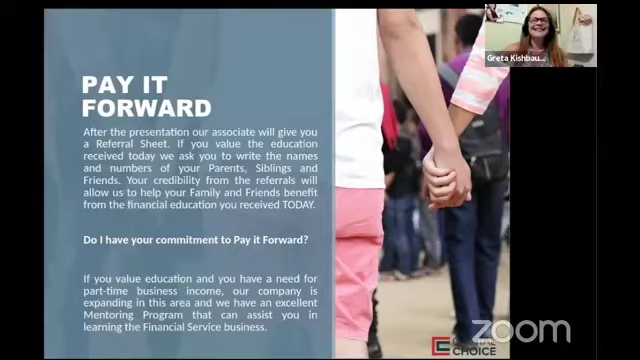 PAY IT
FORWARD
After the presentation our associate will give you
a Referral Sheet. If you value the education
received today we ask you to write the names
and numbers of your Parents, Siblings and
Friends. Your credibility from the referrals will
allow us to help your Family and Friends benefit
from the financial education you received TODAY.
Do I have your commitment to Pay it Forward?
If you value education and you have a need for
part-time business income, our company is
expanding in this area and we have an excellent
Mentoring Program that can assist you in
learning the Financial Service business.
Greta Kishbau...
CHOICE
zoom